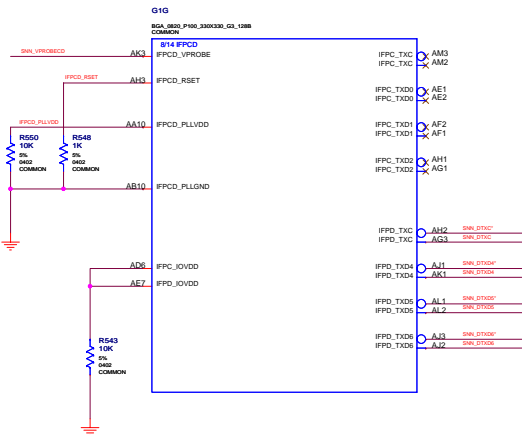 G1G
BGA_0820_P100_330X330_G3_128B
COMMON
8/14 IFPCD
SNN_VPROBECD AK3 IFPCD_VPROBE
IFPCD_RSET AH3 IFPCD_RSET
IFPCD_PLLVDD AA10 IFPCD_PLLVDD
R550
10K
5%
0402
COMMON
R548
1K
5%
0402
COMMON
AB10 IFPCD_PLLGND
AD6 IFPC_IOVDD
AE7 IFPD_IOVDD
R543
10K
5%
0402
COMMON
IFPC_TXC AM3
IFPC_TXC AM2
IFPC_TXD0 AE1
IFPC_TXD0 AE2
IFPC_TXD1 AF2
IFPC_TXD1 AF1
IFPC_TXD2 AH1
IFPC_TXD2 AG1
IFPD_TXC AH2 SNN_DTXC*
IFPD_TXC AG3 SNN_DTXC
IFPD_TXD4 AJ1 SNN_DTXD4*
IFPD_TXD4 AK1 SNN_DTXD4
IFPD_TXD5 AL1 SNN_DTXD5*
IFPD_TXD5 AL2 SNN_DTXD5
IFPD_TXD6 AJ3 SNN_DTXD6*
IFPD_TXD6 AJ2 SNN_DTXD6